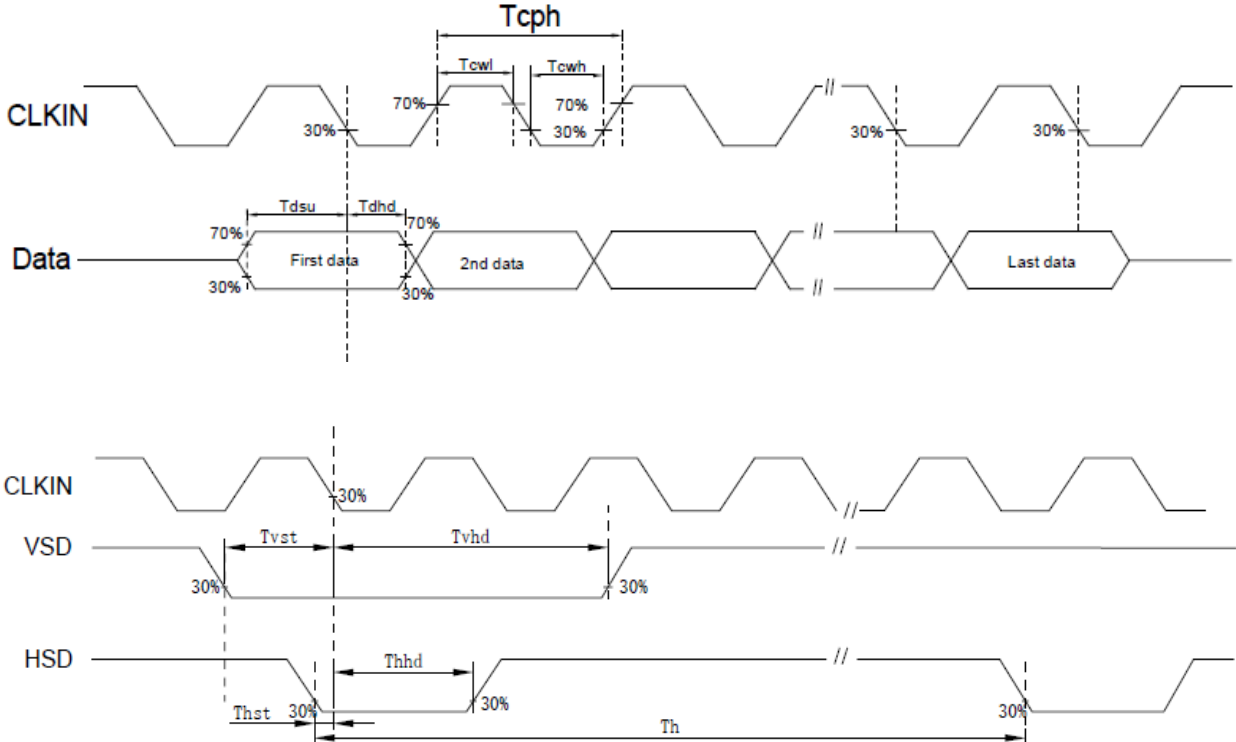 Tcph
Tcwl Tcwh
CLKIN 70% 70%
30% 30% 30% 30%
Tdsu Tdhd
70% 70%
Data First data 2nd data // Last data
30% 30%
//
CLKIN 30%
//
VSD Tvst Tvhd //
30% 30%
HSD Thhd //
Thst 30% 30% 30%
Th